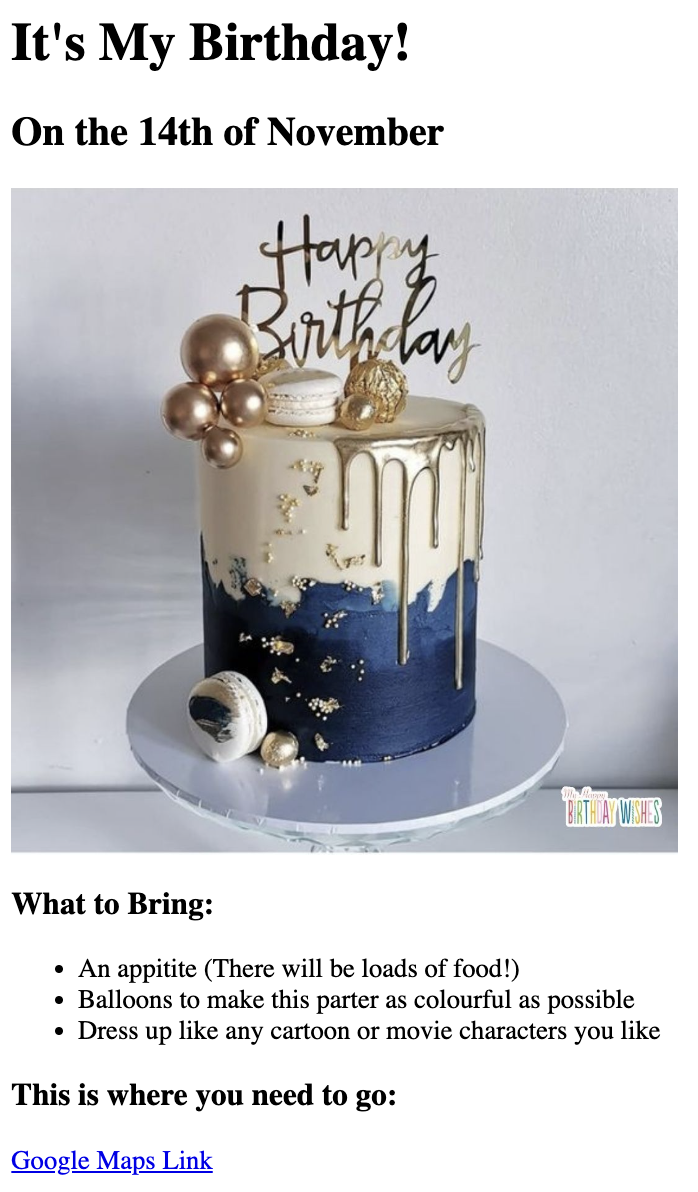 It's My Birthday!
On the 14th of November
Happy
Birthday
My Happy
BIRTHDAY WISHES
What to Bring:
An appitite (There will be loads of food!)
Balloons to make this parter as colourful as possible
Dress up like any cartoon or movie characters you like
This is where you need to go:
Google Maps Link